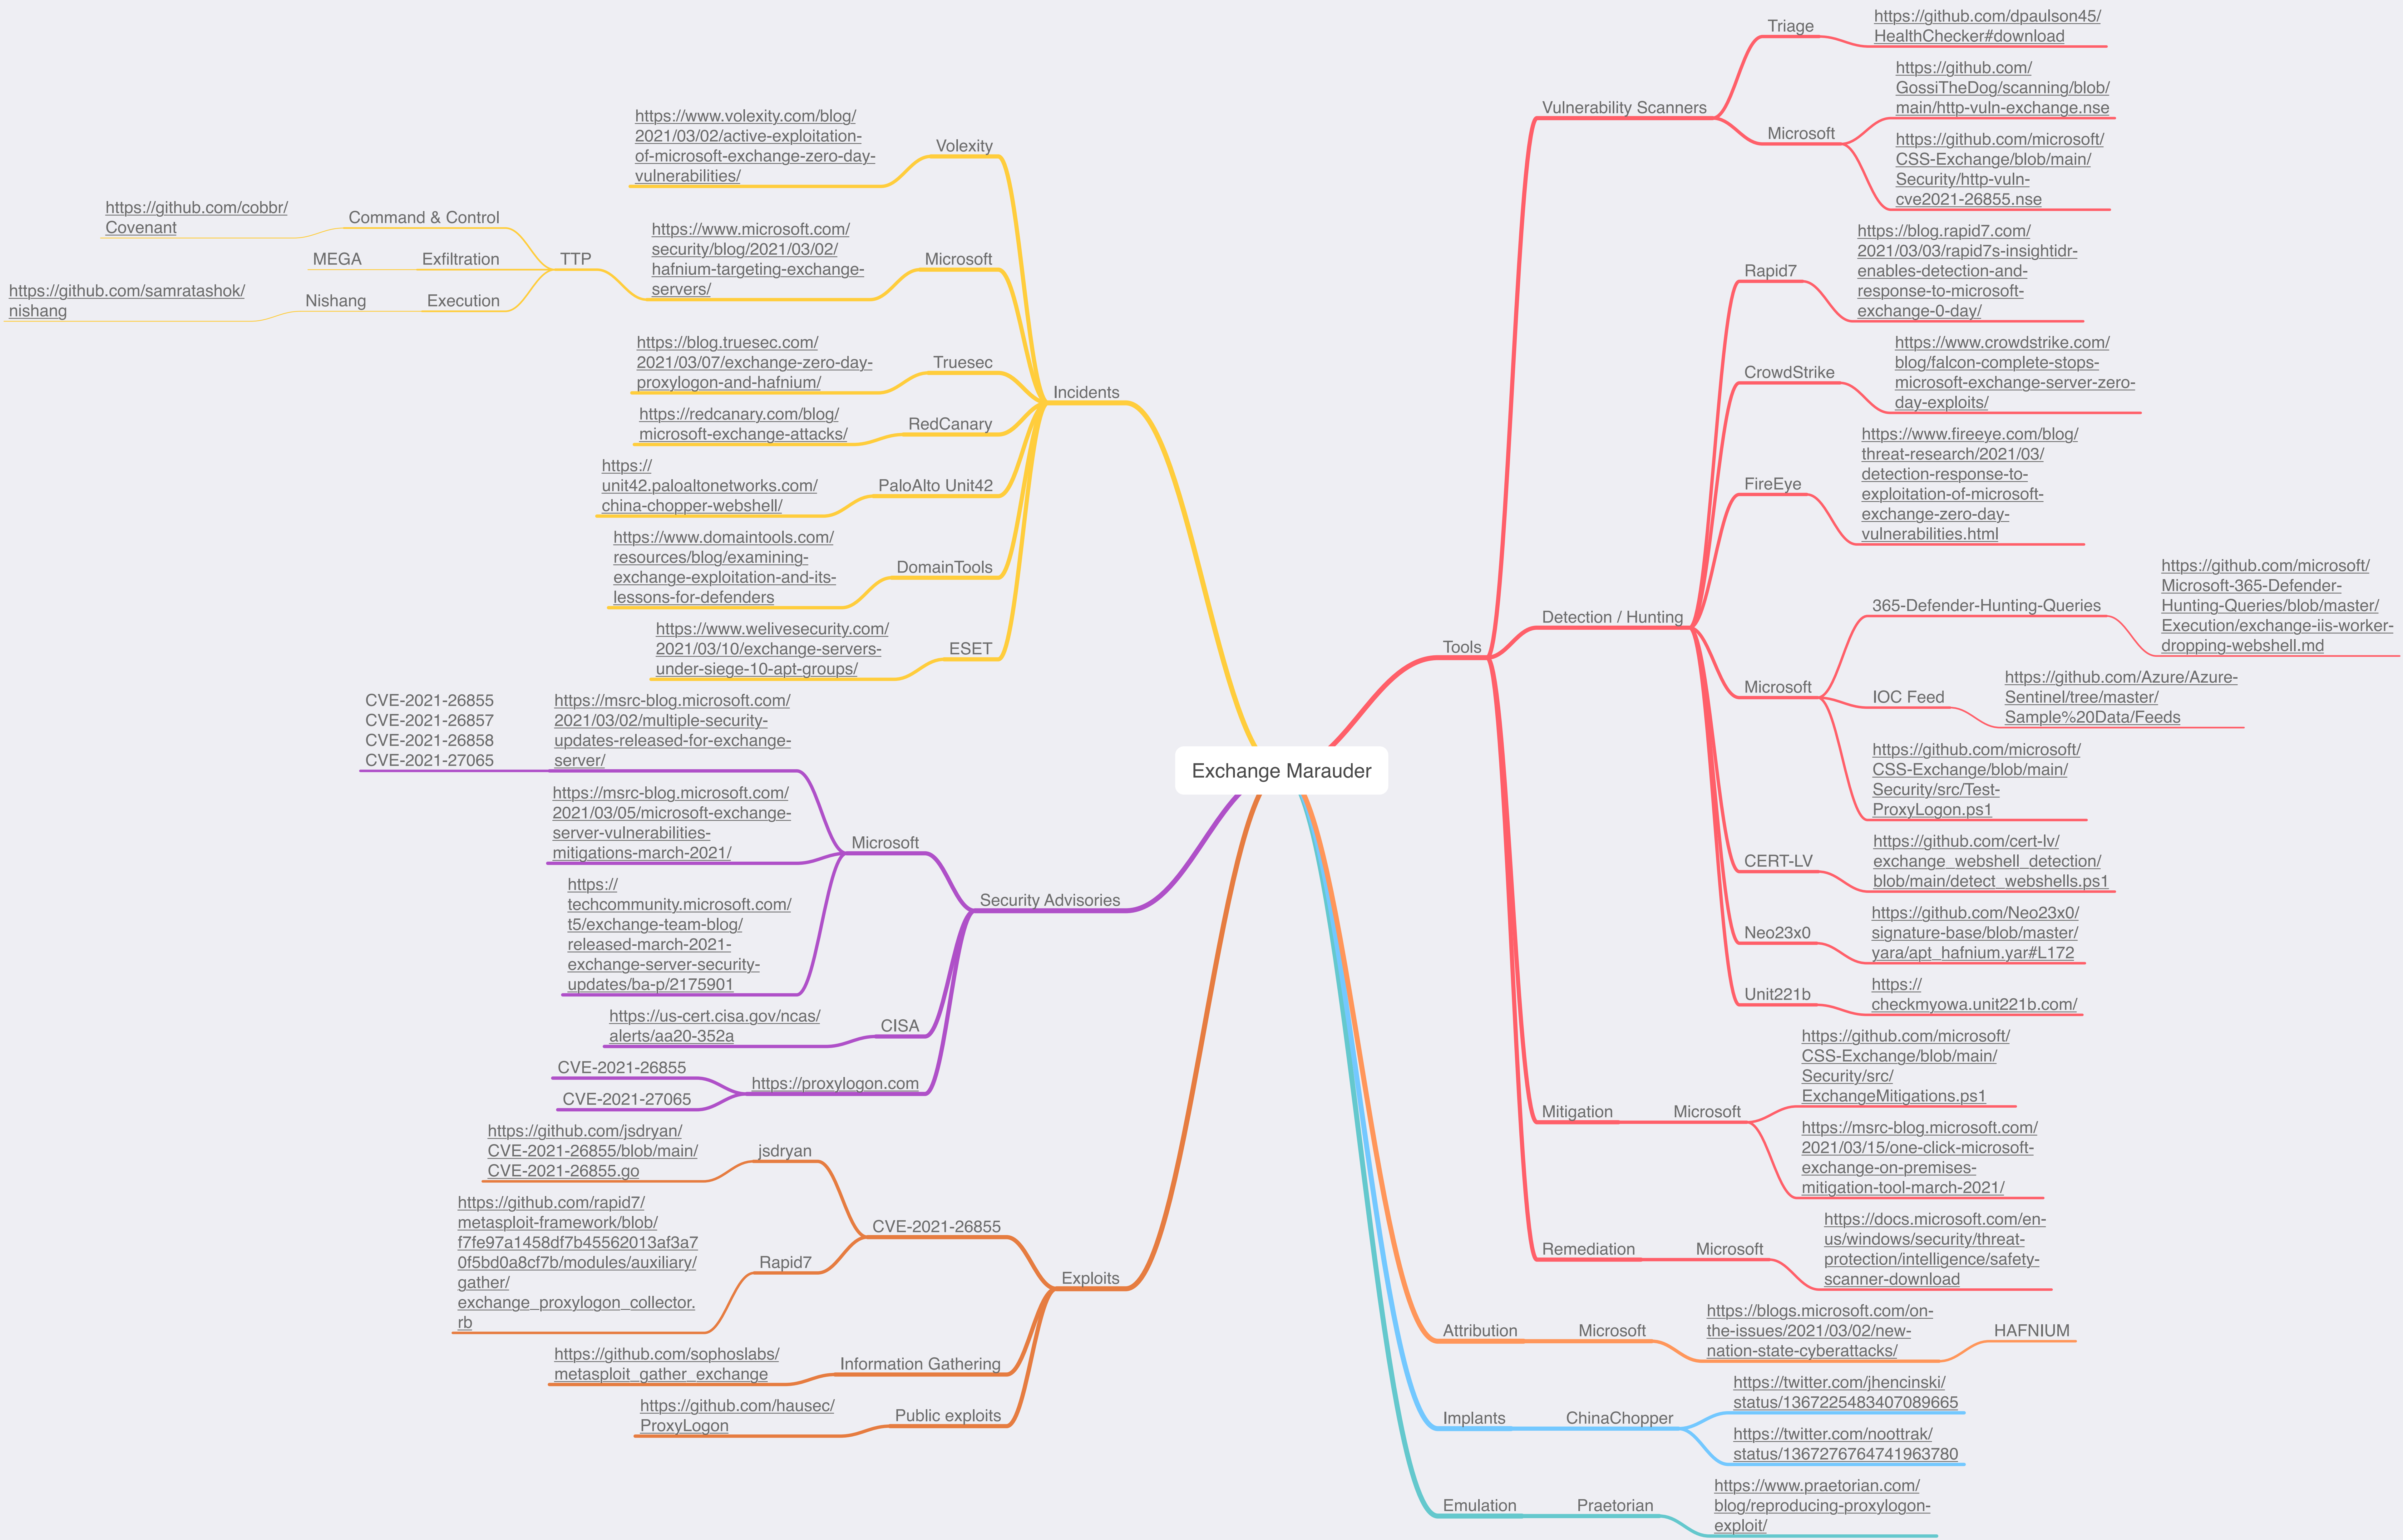 Exchange Marauder
Incidents
Volexity
https://www.volexity.com/blog/
2021/03/02/active-exploitation-
of-microsoft-exchange-zero-day-
vulnerabilities/
Microsoft
https://www.microsoft.com/
security/blog/2021/03/02/
hafnium-targeting-exchange-
servers/
TTP
Command & Control
https://github.com/cobbr/
Covenant
Exfiltration
MEGA
Execution
Nishang
https://github.com/samratashok/
nishang
Truesec
https://blog.truesec.com/
2021/03/07/exchange-zero-day-
proxylogon-and-hafnium/
RedCanary
https://redcanary.com/blog/
microsoft-exchange-attacks/
PaloAlto Unit42
https://
unit42.paloaltonetworks.com/
china-chopper-webshell/
DomainTools
https://www.domaintools.com/
resources/blog/examining-
exchange-exploitation-and-its-
lessons-for-defenders
ESET
https://www.welivesecurity.com/
2021/03/10/exchange-servers-
under-siege-10-apt-groups/
Security Advisories
Microsoft
https://msrc-blog.microsoft.com/
2021/03/02/multiple-security-
updates-released-for-exchange-
server/
CVE-2021-26855
CVE-2021-26857
CVE-2021-26858
CVE-2021-27065
https://msrc-blog.microsoft.com/
2021/03/05/microsoft-exchange-
server-vulnerabilities-
mitigations-march-2021/
https://
techcommunity.microsoft.com/
t5/exchange-team-blog/
released-march-2021-
exchange-server-security-
updates/ba-p/2175901
CISA
https://us-cert.cisa.gov/ncas/
alerts/aa20-352a
https://proxylogon.com
CVE-2021-26855
CVE-2021-27065
Exploits
CVE-2021-26855
jsdryan
https://github.com/jsdryan/
CVE-2021-26855/blob/main/
CVE-2021-26855.go
Rapid7
https://github.com/rapid7/
metasploit-framework/blob/
f7fe97a1458df7b45562013af3a7
0f5bd0a8cf7b/modules/auxiliary/
gather/
exchange_proxylogon_collector.
rb
Information Gathering
https://github.com/sophoslabs/
metasploit_gather_exchange
Public exploits
https://github.com/hausec/
ProxyLogon
Tools
Vulnerability Scanners
Triage
https://github.com/dpaulson45/
HealthChecker#download
Microsoft
https://github.com/
GossiTheDog/scanning/blob/
main/http-vuln-exchange.nse
https://github.com/microsoft/
CSS-Exchange/blob/main/
Security/http-vuln-
cve2021-26855.nse
Detection / Hunting
Rapid7
https://blog.rapid7.com/
2021/03/03/rapid7s-insightidr-
enables-detection-and-
response-to-microsoft-
exchange-0-day/
CrowdStrike
https://www.crowdstrike.com/
blog/falcon-complete-stops-
microsoft-exchange-server-zero-
day-exploits/
FireEye
https://www.fireeye.com/blog/
threat-research/2021/03/
detection-response-to-
exploitation-of-microsoft-
exchange-zero-day-
vulnerabilities.html
Microsoft
365-Defender-Hunting-Queries
https://github.com/microsoft/
Microsoft-365-Defender-
Hunting-Queries/blob/master/
Execution/exchange-iis-worker-
dropping-webshell.md
IOC Feed
https://github.com/Azure/Azure-
Sentinel/tree/master/
Sample%20Data/Feeds
https://github.com/microsoft/
CSS-Exchange/blob/main/
Security/src/Test-
ProxyLogon.ps1
CERT-LV
https://github.com/cert-lv/
exchange_webshell_detection/
blob/main/detect_webshells.ps1
Neo23x0
https://github.com/Neo23x0/
signature-base/blob/master/
yara/apt_hafnium.yar#L172
Unit221b
https://
checkmyowa.unit221b.com/
Mitigation
Microsoft
https://github.com/microsoft/
CSS-Exchange/blob/main/
Security/src/
ExchangeMitigations.ps1
https://msrc-blog.microsoft.com/
2021/03/15/one-click-microsoft-
exchange-on-premises-
mitigation-tool-march-2021/
Remediation
Microsoft
https://docs.microsoft.com/en-
us/windows/security/threat-
protection/intelligence/safety-
scanner-download
Attribution
Microsoft
https://blogs.microsoft.com/on-
the-issues/2021/03/02/new-
nation-state-cyberattacks/
HAFNIUM
Implants
ChinaChopper
https://twitter.com/jhencinski/
status/1367225483407089665
https://twitter.com/noottrak/
status/1367276764741963780
Emulation
Praetorian
https://www.praetorian.com/
blog/reproducing-proxylogon-
exploit/